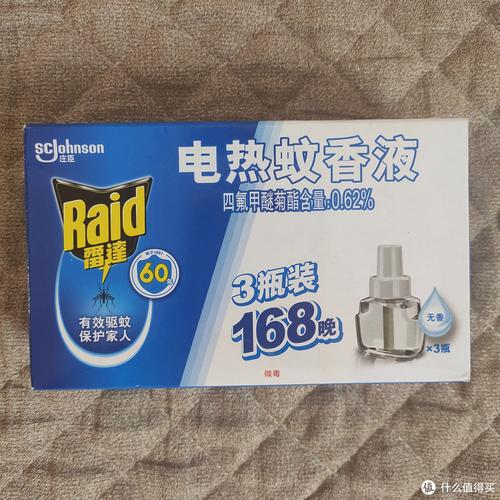 SCJohnson
庄臣
电热蚊香液
四氟甲醚菊酯含量:0.62%
Raid
雷達
60
有效驱蚊
保护家人
3瓶装
168晚
无香
×3瓶
微毒
值 什么值得买